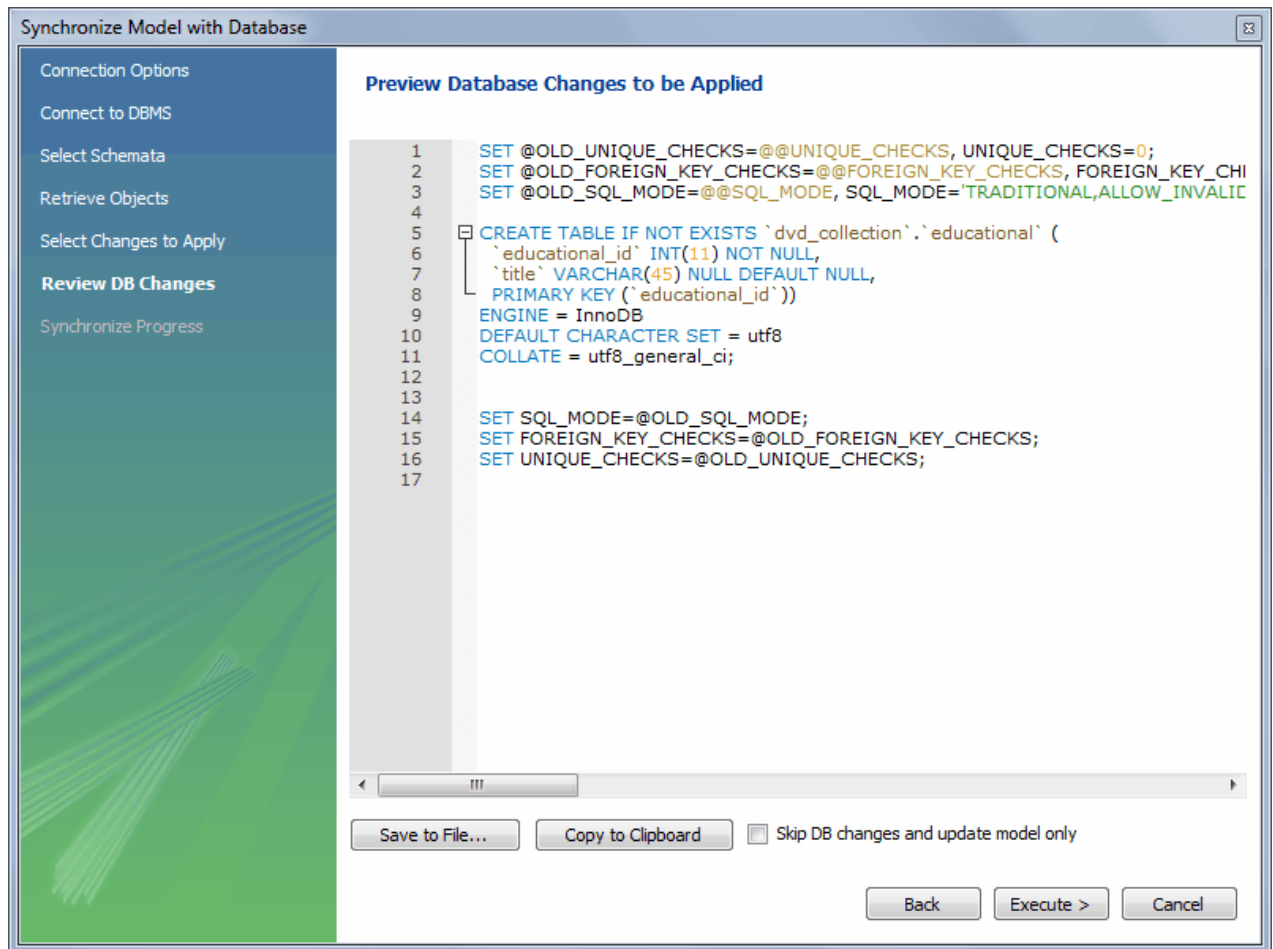 Synchronize Model with Database
Connection Options
Connect to DBMS
Select Schemata
Retrieve Objects
Select Changes to Apply
Review DB Changes
Synchronize Progress
Preview Database Changes to be Applied
1 SET @OLD_UNIQUE_CHECKS=@@UNIQUE_CHECKS, UNIQUE_CHECKS=0;
2 SET @OLD_FOREIGN_KEY_CHECKS=@@FOREIGN_KEY_CHECKS, FOREIGN_KEY_CHI
3 SET @OLD_SQL_MODE=@@SQL_MODE, SQL_MODE='TRADITIONAL,ALLOW_INVALID
4
5 CREATE TABLE IF NOT EXISTS `dvd_collection`.`educational` (
6 `educational_id` INT(11) NOT NULL,
7 `title` VARCHAR(45) NULL DEFAULT NULL,
8 PRIMARY KEY (`educational_id`))
9 ENGINE = InnoDB
10 DEFAULT CHARACTER SET = utf8
11 COLLATE = utf8_general_ci;
12
13
14 SET SQL_MODE=@OLD_SQL_MODE;
15 SET FOREIGN_KEY_CHECKS=@OLD_FOREIGN_KEY_CHECKS;
16 SET UNIQUE_CHECKS=@OLD_UNIQUE_CHECKS;
17
Save to File... Copy to Clipboard Skip DB changes and update model only
Back Execute > Cancel